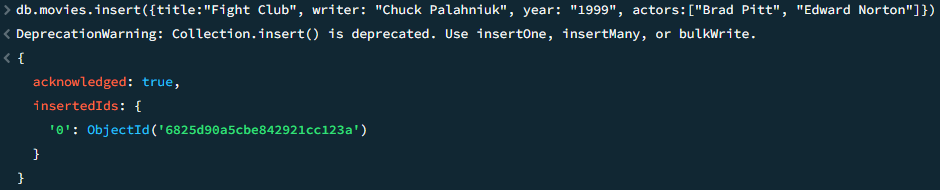 > db.movies.insert({title:"Fight Club", writer: "Chuck Palahniuk", year: "1999", actors:["Brad Pitt", "Edward Norton"]})
< DeprecationWarning: Collection.insert() is deprecated. Use insertOne, insertMany, or bulkWrite.
< {
acknowledged: true,
insertedIds: {
'0': ObjectId('6825d90a5cbe842921cc123a')
}
}